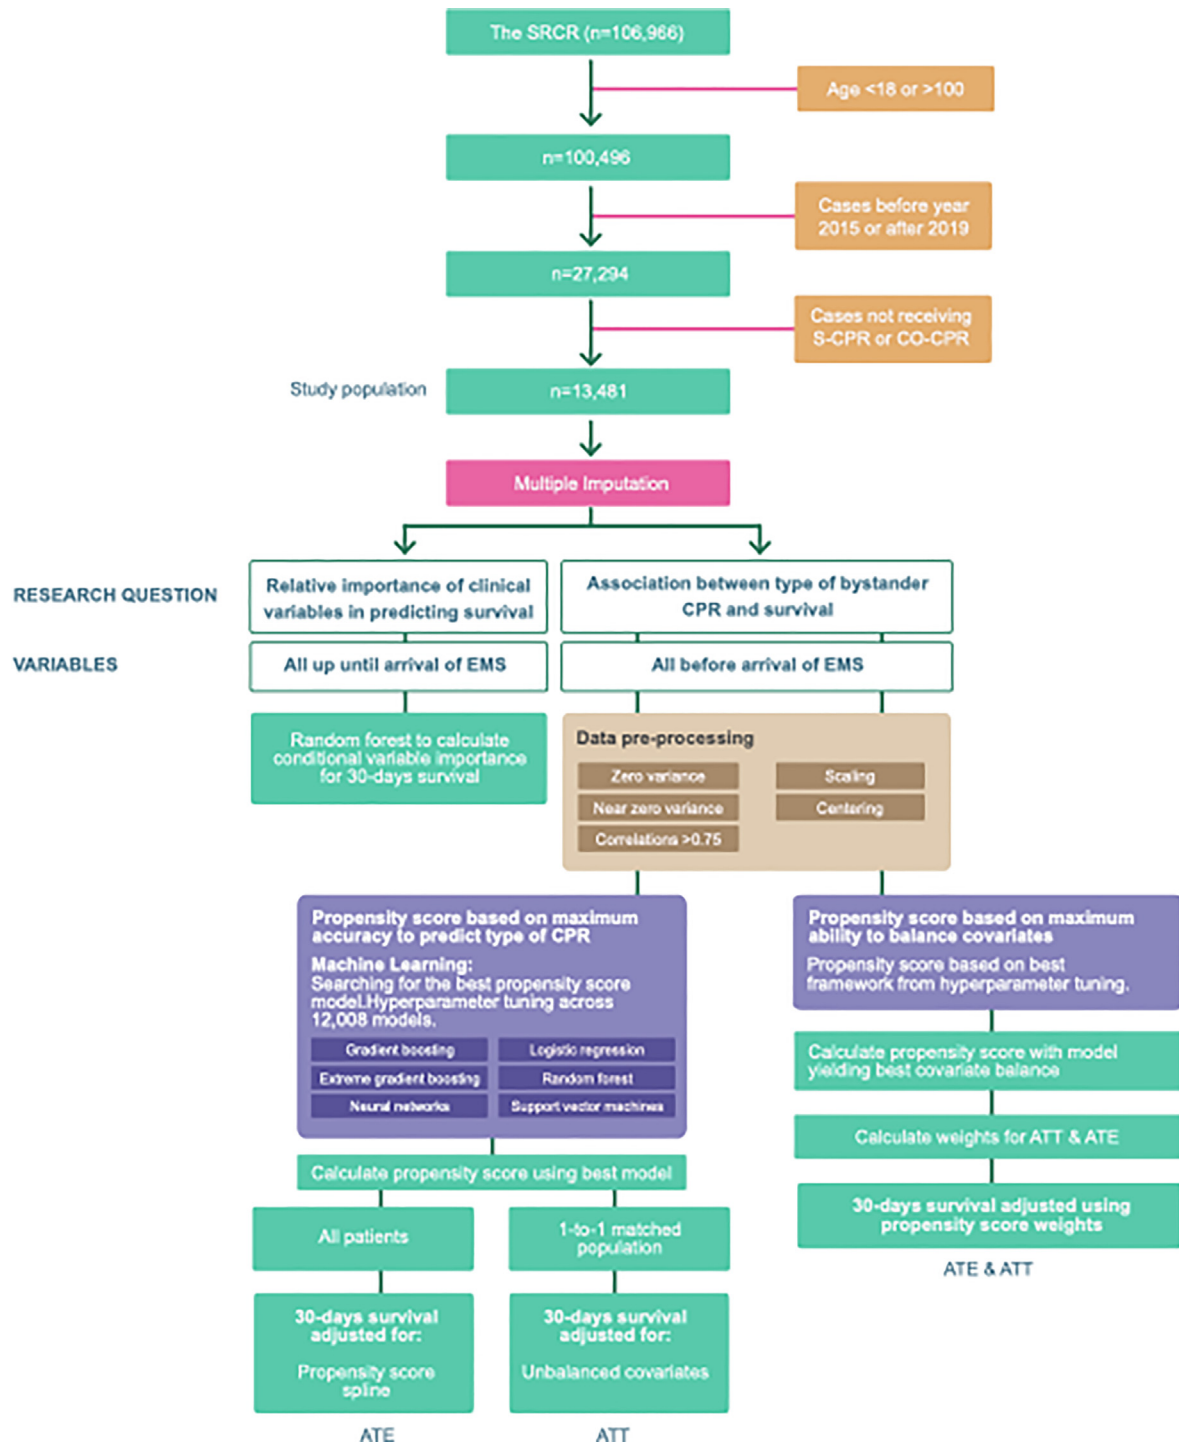 The SRCR (n=106,966)
Age <18 or >100
n=100,496
Cases before year
2015 or after 2019
n=27,294
Cases not receiving
S-CPR or CO-CPR
Study population
n=13,481
Multiple Imputation
RESEARCH QUESTION
Relative importance of clinical
variables in predicting survival
Association between type of bystander
CPR and survival
VARIABLES
All up until arrival of EMS
All before arrival of EMS
Random forest to calculate
conditional variable importance
for 30-days survival
Data pre-processing
Zero variance
Scaling
Near zero variance
Centering
Correlations >0.75
Propensity score based on maximum
accuracy to predict type of CPR
Machine Learning:
Searching for the best propensity score
model.Hyperparameter tuning across
12,008 models.
Gradient boosting
Logistic regression
Extreme gradient boosting
Random forest
Neural networks
Support vector machines
Propensity score based on maximum
ability to balance covariates
Propensity score based on best
framework from hyperparameter tuning.
Calculate propensity score with model
yielding best covariate balance
Calculate weights for ATT & ATE
30-days survival adjusted using
propensity score weights
ATE & ATT
Calculate propensity score using best model
All patients
1-to-1 matched
population
30-days survival
adjusted for:
Propensity score
spline
30-days survival
adjusted for:
Unbalanced covariates
ATE
ATT